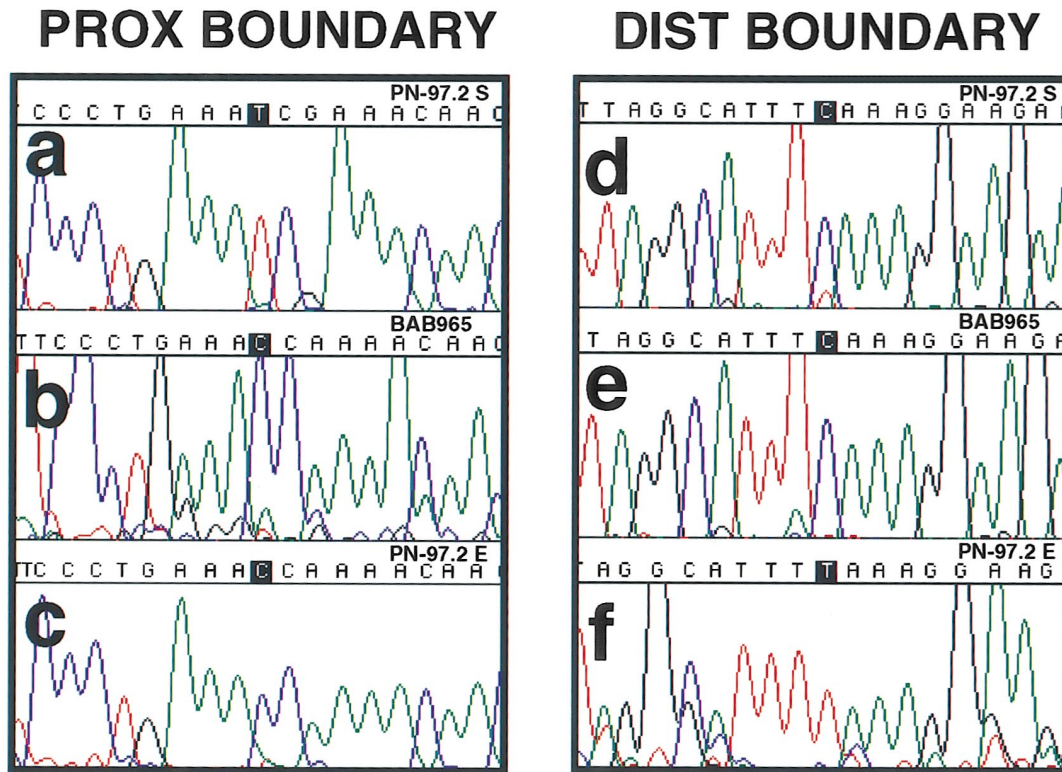 PROX BOUNDARY
PN-97.2 S
C C C T G A A A T C G A A A C A A C
a
BAB965
T T C C C T G A A A C C A A A A C A A C
b
PN-97.2 E
T T C C C T G A A A C C A A A A C A A
c
DIST BOUNDARY
PN-97.2 S
T T A G G C A T T T C A A A G G A A G A
d
BAB965
T A G G C A T T T C A A A G G A A G A
e
PN-97.2 E
T A G G C A T T T T A A A G G A A G
f